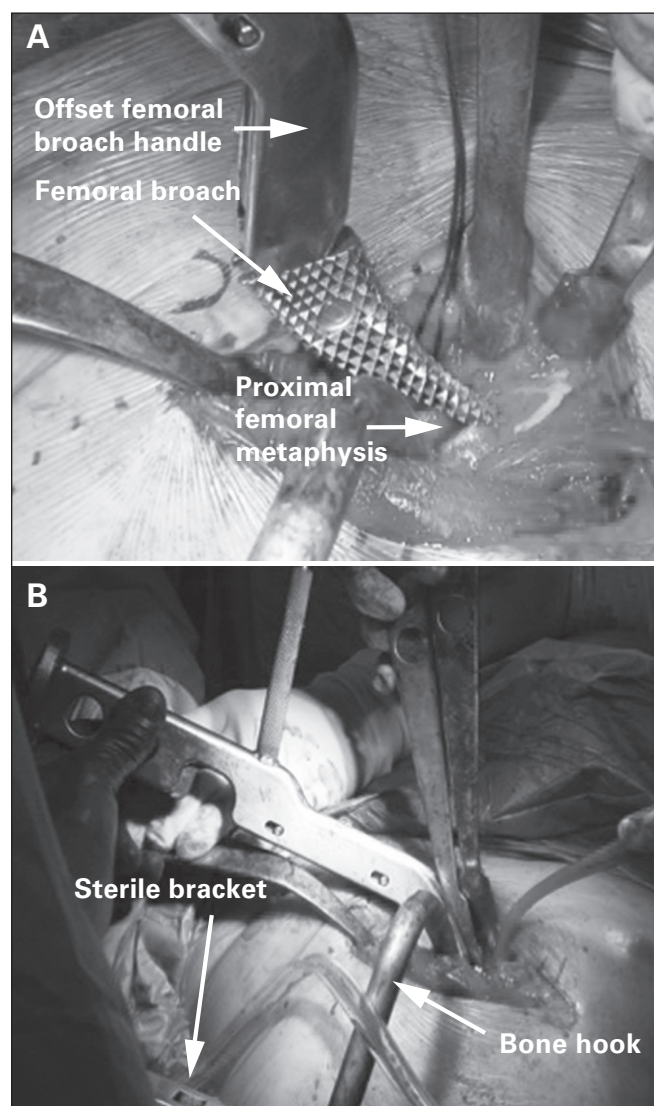 A
Offset femoral
broach handle
Femoral broach
Proximal
femoral
metaphysis
B
Sterile bracket
Bone hook